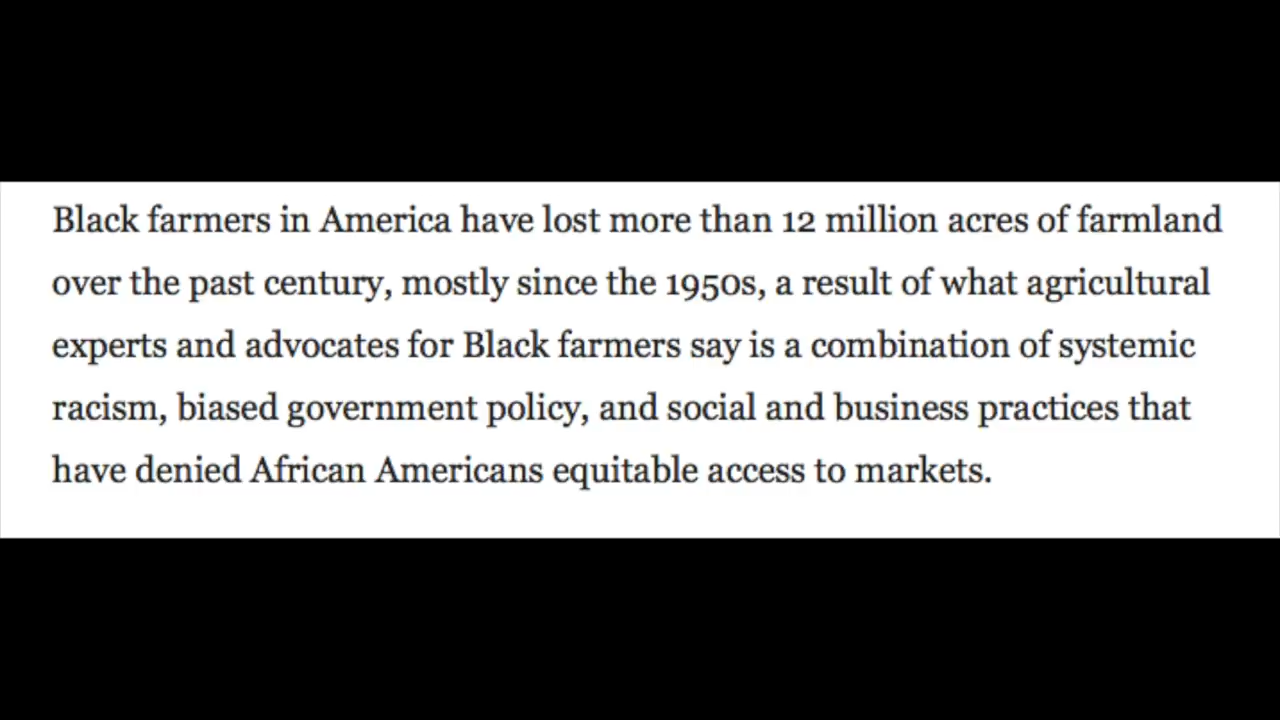 Black farmers in America have lost more than 12 million acres of farmland
over the past century, mostly since the 1950s, a result of what agricultural
experts and advocates for Black farmers say is a combination of systemic
racism, biased government policy, and social and business practices that
have denied African Americans equitable access to markets.